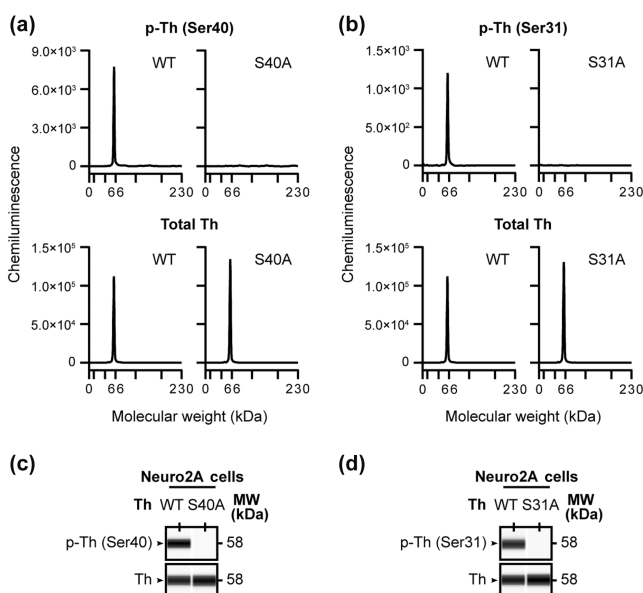 (a)
p-Th (Ser40)
9.0×10³
6.0×10³
3.0×10³
0
WT
S40A
0 66 230
0 66 230
Total Th
1.5×10⁵
1.0×10⁵
5.0×10⁴
0
WT
S40A
0 66 230
0 66 230
Chemiluminescence
Molecular weight (kDa)
(b)
p-Th (Ser31)
1.5×10³
1.0×10³
5.0×10²
0
WT
S31A
0 66 230
0 66 230
Total Th
1.5×10⁵
1.0×10⁵
5.0×10⁴
0
WT
S31A
0 66 230
0 66 230
Chemiluminescence
Molecular weight (kDa)
(c)
Neuro2A cells
Th WT S40A MW
(kDa)
p-Th (Ser40) 58
Th 58
(d)
Neuro2A cells
Th WT S31A MW
(kDa)
p-Th (Ser31) 58
Th 58